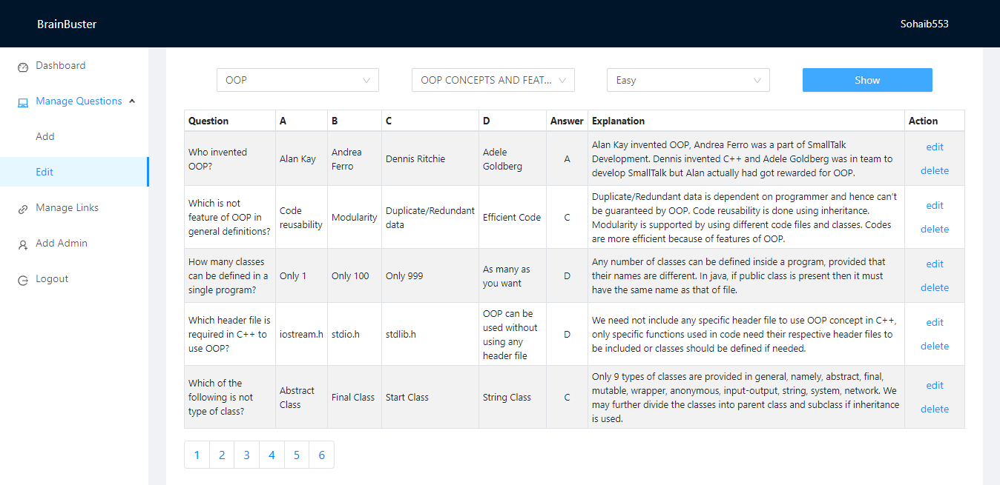 BrainBuster
Sohaib553
Dashboard
Manage Questions
Add
Edit
Manage Links
Add Admin
Logout
OOP
OOP CONCEPTS AND FEAT...
Easy
Show
Question A B C D Answer Explanation Action
Who invented
OOP?
Alan Kay
Andrea
Ferro
Dennis Ritchie
Adele
Goldberg
A
Alan Kay invented OOP, Andrea Ferro was a part of SmallTalk
Development. Dennis invented C++ and Adele Goldberg was in team to
develop SmallTalk but Alan actually had got rewarded for OOP.
edit
delete
Which is not
feature of OOP in
general definitions?
Code
reusability
Modularity
Duplicate/Redundant
data
Efficient Code
C
Duplicate/Redundant data is dependent on programmer and hence can't
be guaranteed by OOP. Code reusability is done using inheritance.
Modularity is supported by using different code files and classes. Codes
are more efficient because of features of OOP.
edit
delete
How many classes
can be defined in a
single program?
Only 1
Only 100
Only 999
As many as
you want
D
Any number of classes can be defined inside a program, provided that
their names are different. In java, if public class is present then it must
have the same name as that of file.
edit
delete
Which header file is
required in C++ to
use OOP?
iostream.h
stdio.h
stdlib.h
OOP can be
used without
using any
header file
D
We need not include any specific header file to use OOP concept in C++,
only specific functions used in code need their respective header files to
be included or classes should be defined if needed.
edit
delete
Which of the
following is not
type of class?
Abstract
Class
Final Class
Start Class
String Class
C
Only 9 types of classes are provided in general, namely, abstract, final,
mutable, wrapper, anonymous, input-output, string, system, network. We
may further divide the classes into parent class and subclass if inheritance
is used.
edit
delete
1 2 3 4 5 6